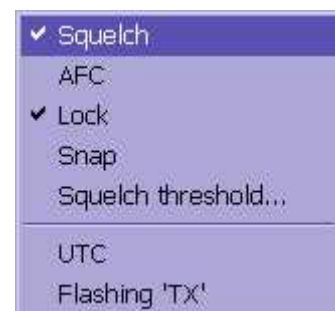 Squelch
AFC
Lock
Snap
Squelch threshold...
UTC
Flashing 'TX'